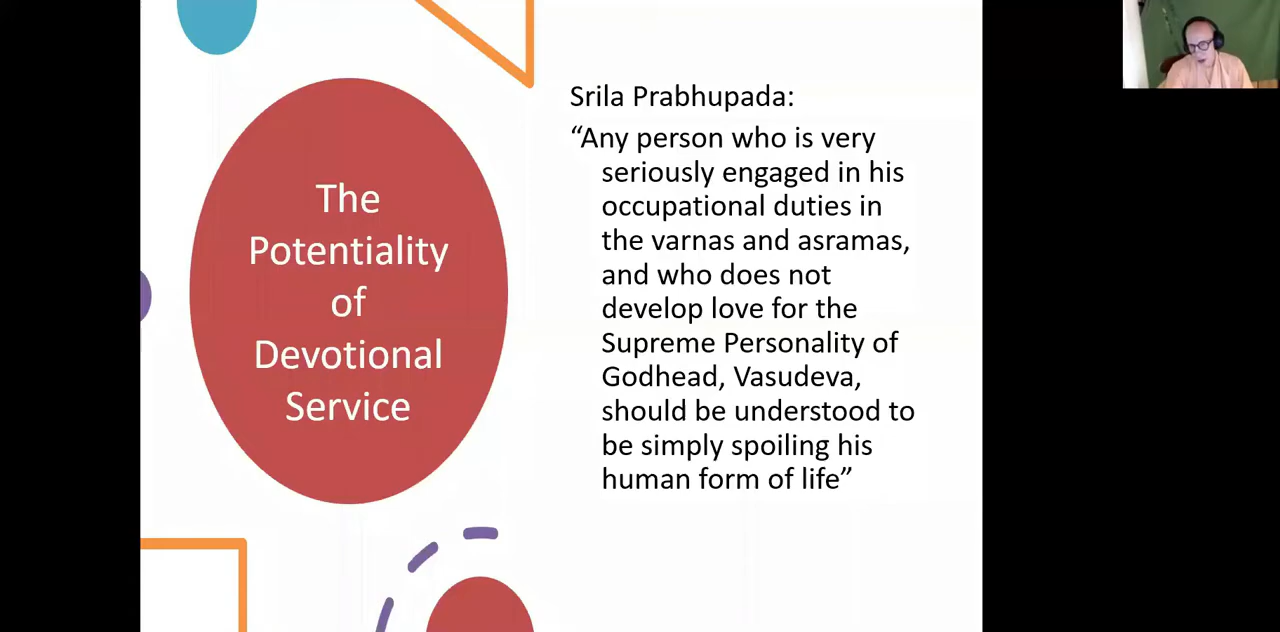 The
Potentiality
of
Devotional
Service
Srila Prabhupada:
“Any person who is very
seriously engaged in his
occupational duties in
the varnas and asramas,
and who does not
develop love for the
Supreme Personality of
Godhead, Vasudeva,
should be understood to
be simply spoiling his
human form of life”